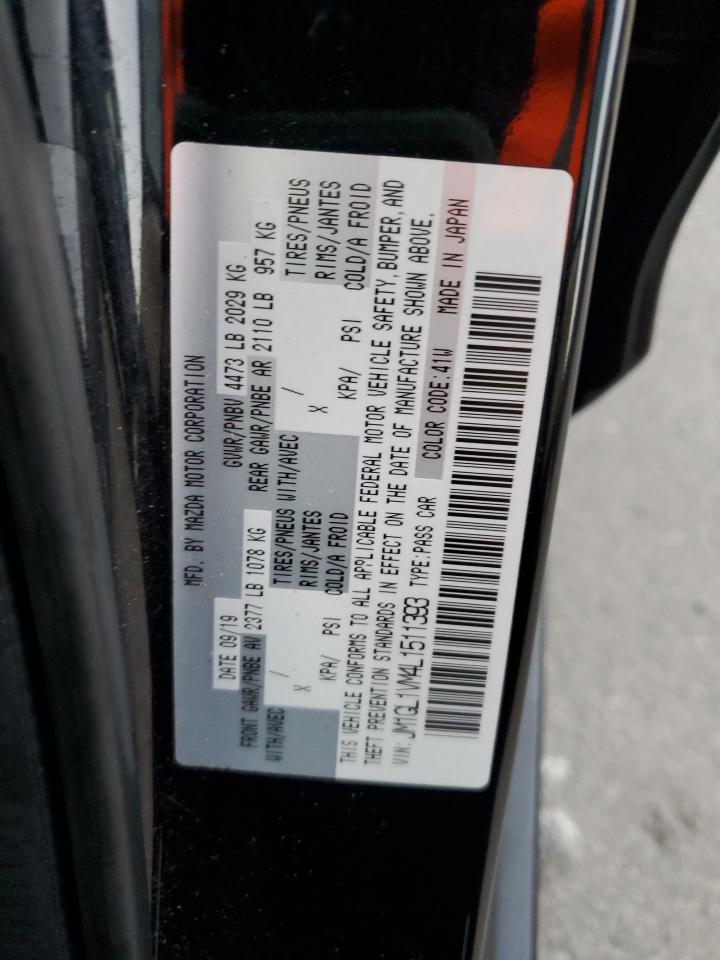 MFD. BY MAZDA MOTOR CORPORATION
DATE 09/19 GVWR/PNBV 4473 LB 2029 KG
FRONT GAWR/PNBE AV 2377 LB 1078 KG REAR GAWR/PNBE AR 2110 LB 957 KG
WITH/AVEC / TIRES/PNEUS WITH/AVEC / TIRES/PNEUS
X RIMS/JANTES X RIMS/JANTES
KPA/ PSI COLD/A FROID KPA/ PSI COLD/A FROID
THIS VEHICLE CONFORMS TO ALL APPLICABLE FEDERAL MOTOR VEHICLE SAFETY, BUMPER, AND
THEFT PREVENTION STANDARDS IN EFFECT ON THE DATE OF MANUFACTURE SHOWN ABOVE.
VIN: JM1GL1VM4L1511393 TYPE:PASS CAR COLOR CODE:41W MADE IN JAPAN